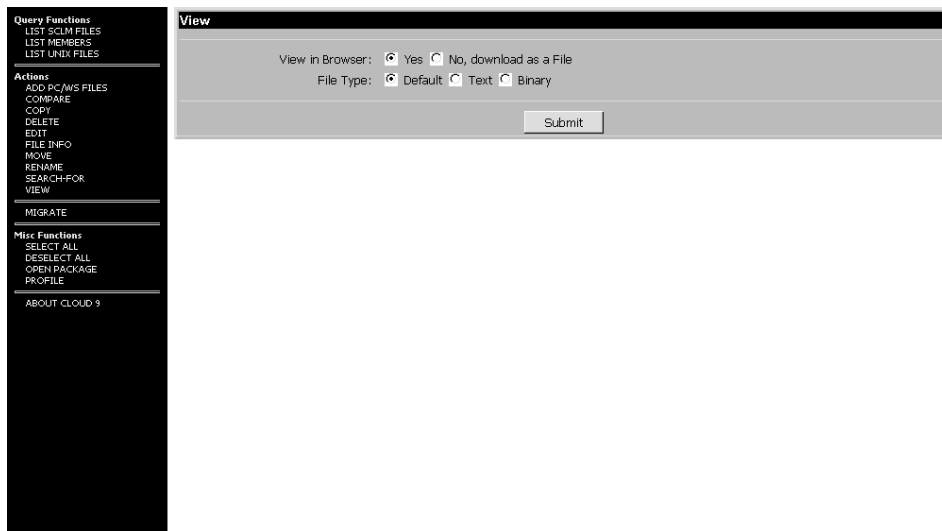 Query Functions
LIST SCLM FILES
LIST MEMBERS
LIST UNIX FILES
Actions
ADD PC/WS FILES
COMPARE
COPY
DELETE
EDIT
FILE INFO
MOVE
RENAME
SEARCH-FOR
VIEW
MIGRATE
Misc Functions
SELECT ALL
DESELECT ALL
OPEN PACKAGE
PROFILE
ABOUT CLOUD 9
View
View in Browser: Yes No, download as a File
File Type: Default Text Binary
Submit